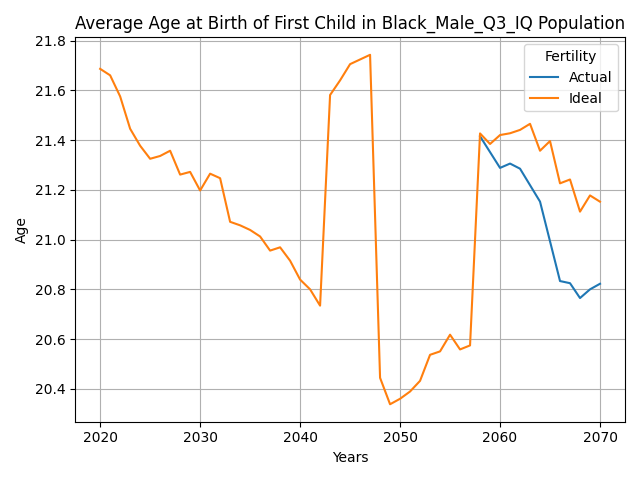 Average Age at Birth of First Child in Black_Male_Q3_IQ Population
Fertility
Actual
Ideal
21.8
21.6
21.4
21.2
21.0
20.8
20.6
20.4
Age
2020 2030 2040 2050 2060 2070
Years